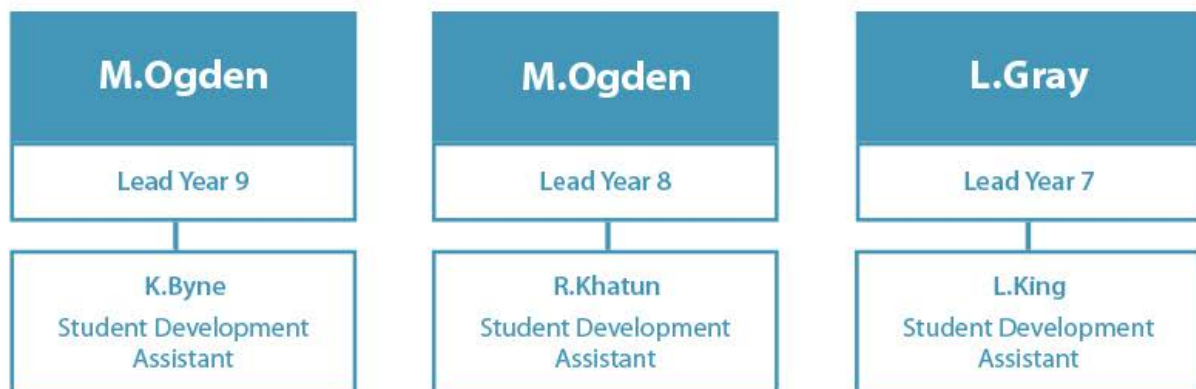 M.Ogden
Lead Year 9
K.Byne
Student Development
Assistant
M.Ogden
Lead Year 8
R.Khatun
Student Development
Assistant
L.Gray
Lead Year 7
L.King
Student Development
Assistant